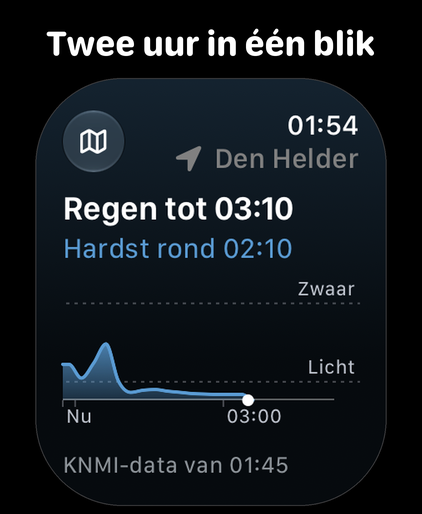 Twee uur in één blik
01:54
Den Helder
Regen tot 03:10
Hardst rond 02:10
Zwaar
Licht
Nu 03:00
KNMI-data van 01:45